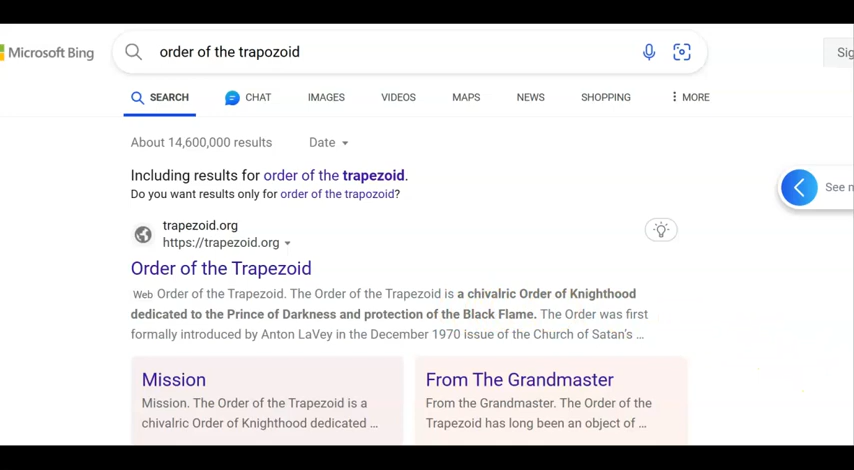 Microsoft Bing
order of the trapozoid
SEARCH CHAT IMAGES VIDEOS MAPS NEWS SHOPPING MORE
About 14,600,000 results Date
Including results for order of the trapezoid.
Do you want results only for order of the trapozoid?
trapezoid.org
https://trapezoid.org
Order of the Trapezoid
Web Order of the Trapezoid. The Order of the Trapezoid is a chivalric Order of Knighthood
dedicated to the Prince of Darkness and protection of the Black Flame. The Order was first
formally introduced by Anton LaVey in the December 1970 issue of the Church of Satan's ...
Mission
Mission. The Order of the Trapezoid is a
chivalric Order of Knighthood dedicated ...
From The Grandmaster
From the Grandmaster. The Order of the
Trapezoid has long been an object of ...
See